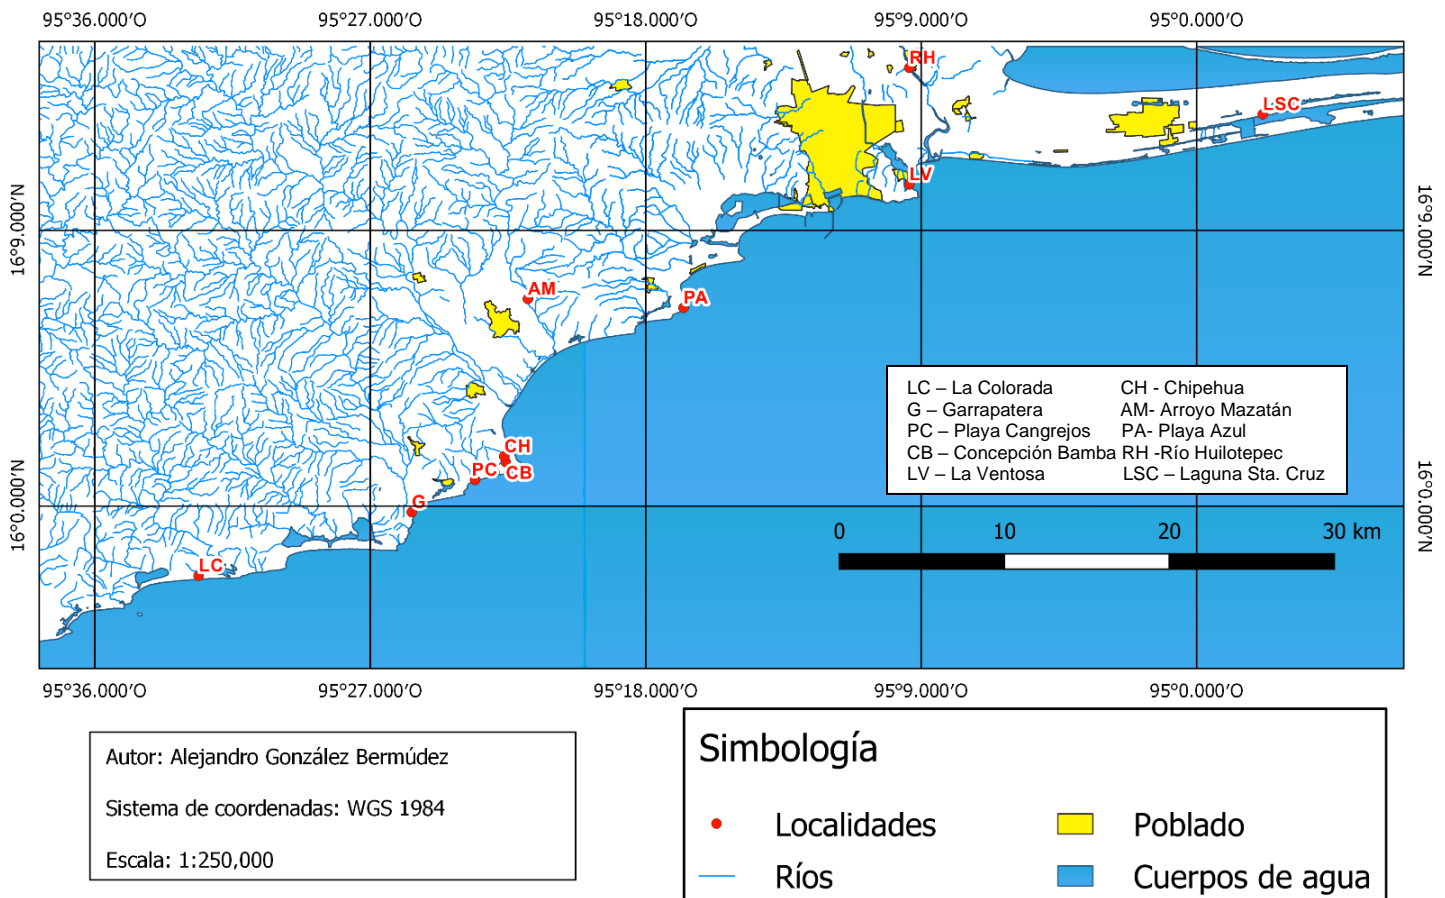 95°36.000'O 95°27.000'O 95°18.000'O 95°9.000'O 95°0.000'O
RH
LSC
LV
16°9.000'N 16°9.000'N
AM
PA
LC – La Colorada CH - Chipehua
G – Garrapatera AM- Arroyo Mazatán
PC – Playa Cangrejos PA- Playa Azul
CB – Concepción Bamba RH -Río Huilotepec
LV – La Ventosa LSC – Laguna Sta. Cruz
CH
PC CB
G
16°0.000'N 16°0.000'N
0 10 20 30 km
LC
95°36.000'O 95°27.000'O 95°18.000'O 95°9.000'O 95°0.000'O
Autor: Alejandro González Bermúdez
Sistema de coordenadas: WGS 1984
Escala: 1:250,000
Simbología
Localidades Poblado
Ríos Cuerpos de agua